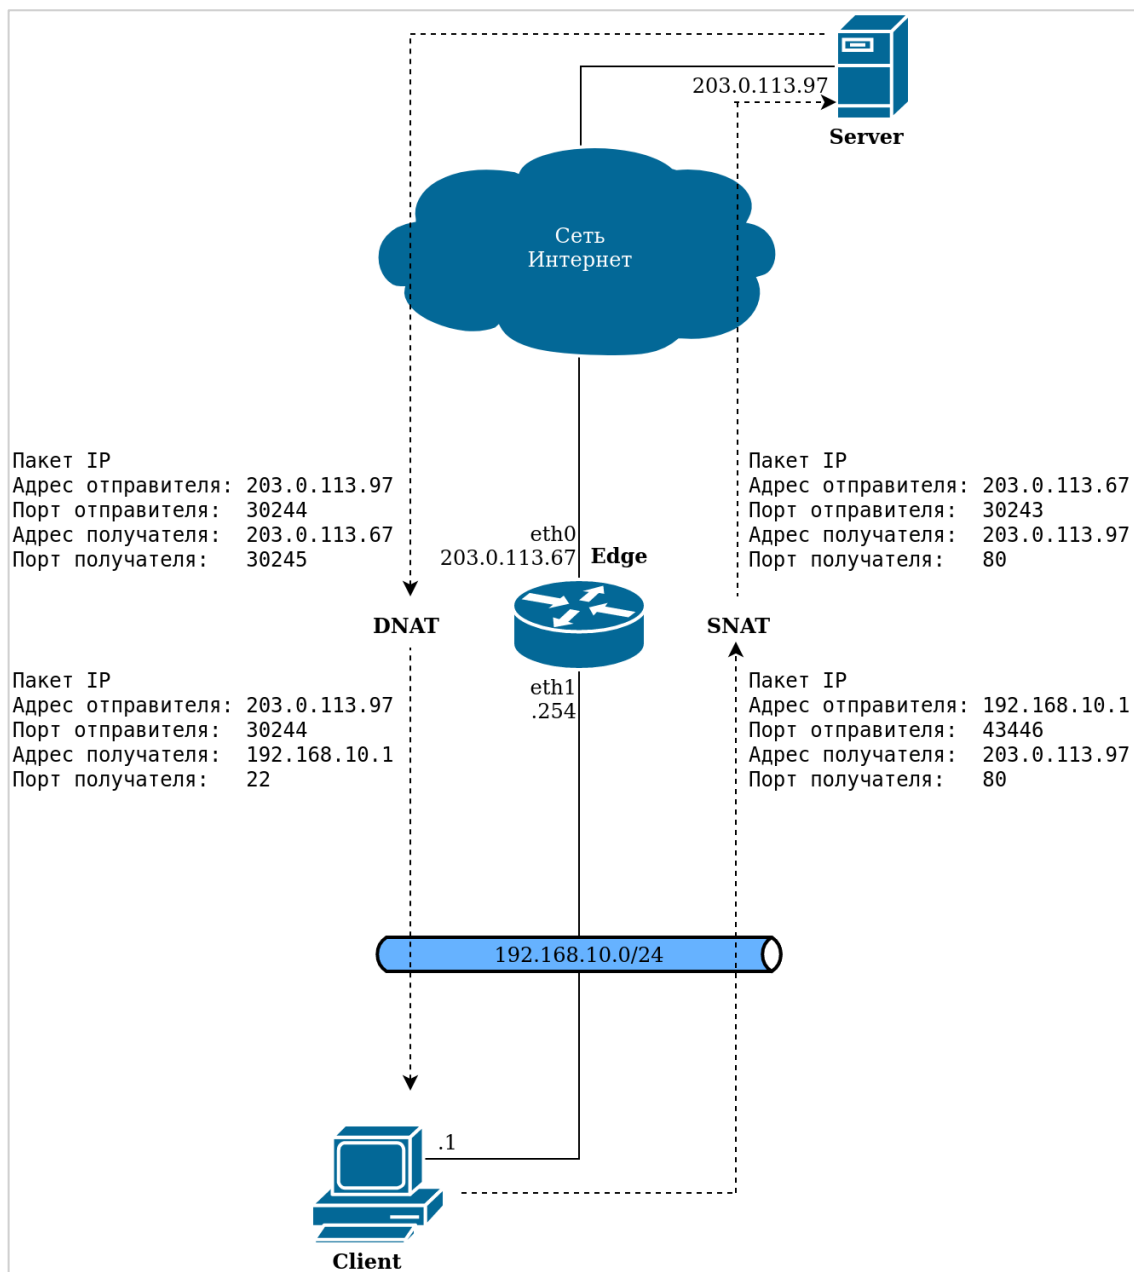 203.0.113.97
Server
Сеть
Интернет
Пакет IP
Адрес отправителя: 203.0.113.97
Порт отправителя: 30244
Адрес получателя: 203.0.113.67
Порт получателя: 30245
eth0
203.0.113.67
Edge
Пакет IP
Адрес отправителя: 203.0.113.67
Порт отправителя: 30243
Адрес получателя: 203.0.113.97
Порт получателя: 80
DNAT
SNAT
Пакет IP
Адрес отправителя: 203.0.113.97
Порт отправителя: 30244
Адрес получателя: 192.168.10.1
Порт получателя: 22
eth1
.254
Пакет IP
Адрес отправителя: 192.168.10.1
Порт отправителя: 43446
Адрес получателя: 203.0.113.97
Порт получателя: 80
192.168.10.0/24
.1
Client